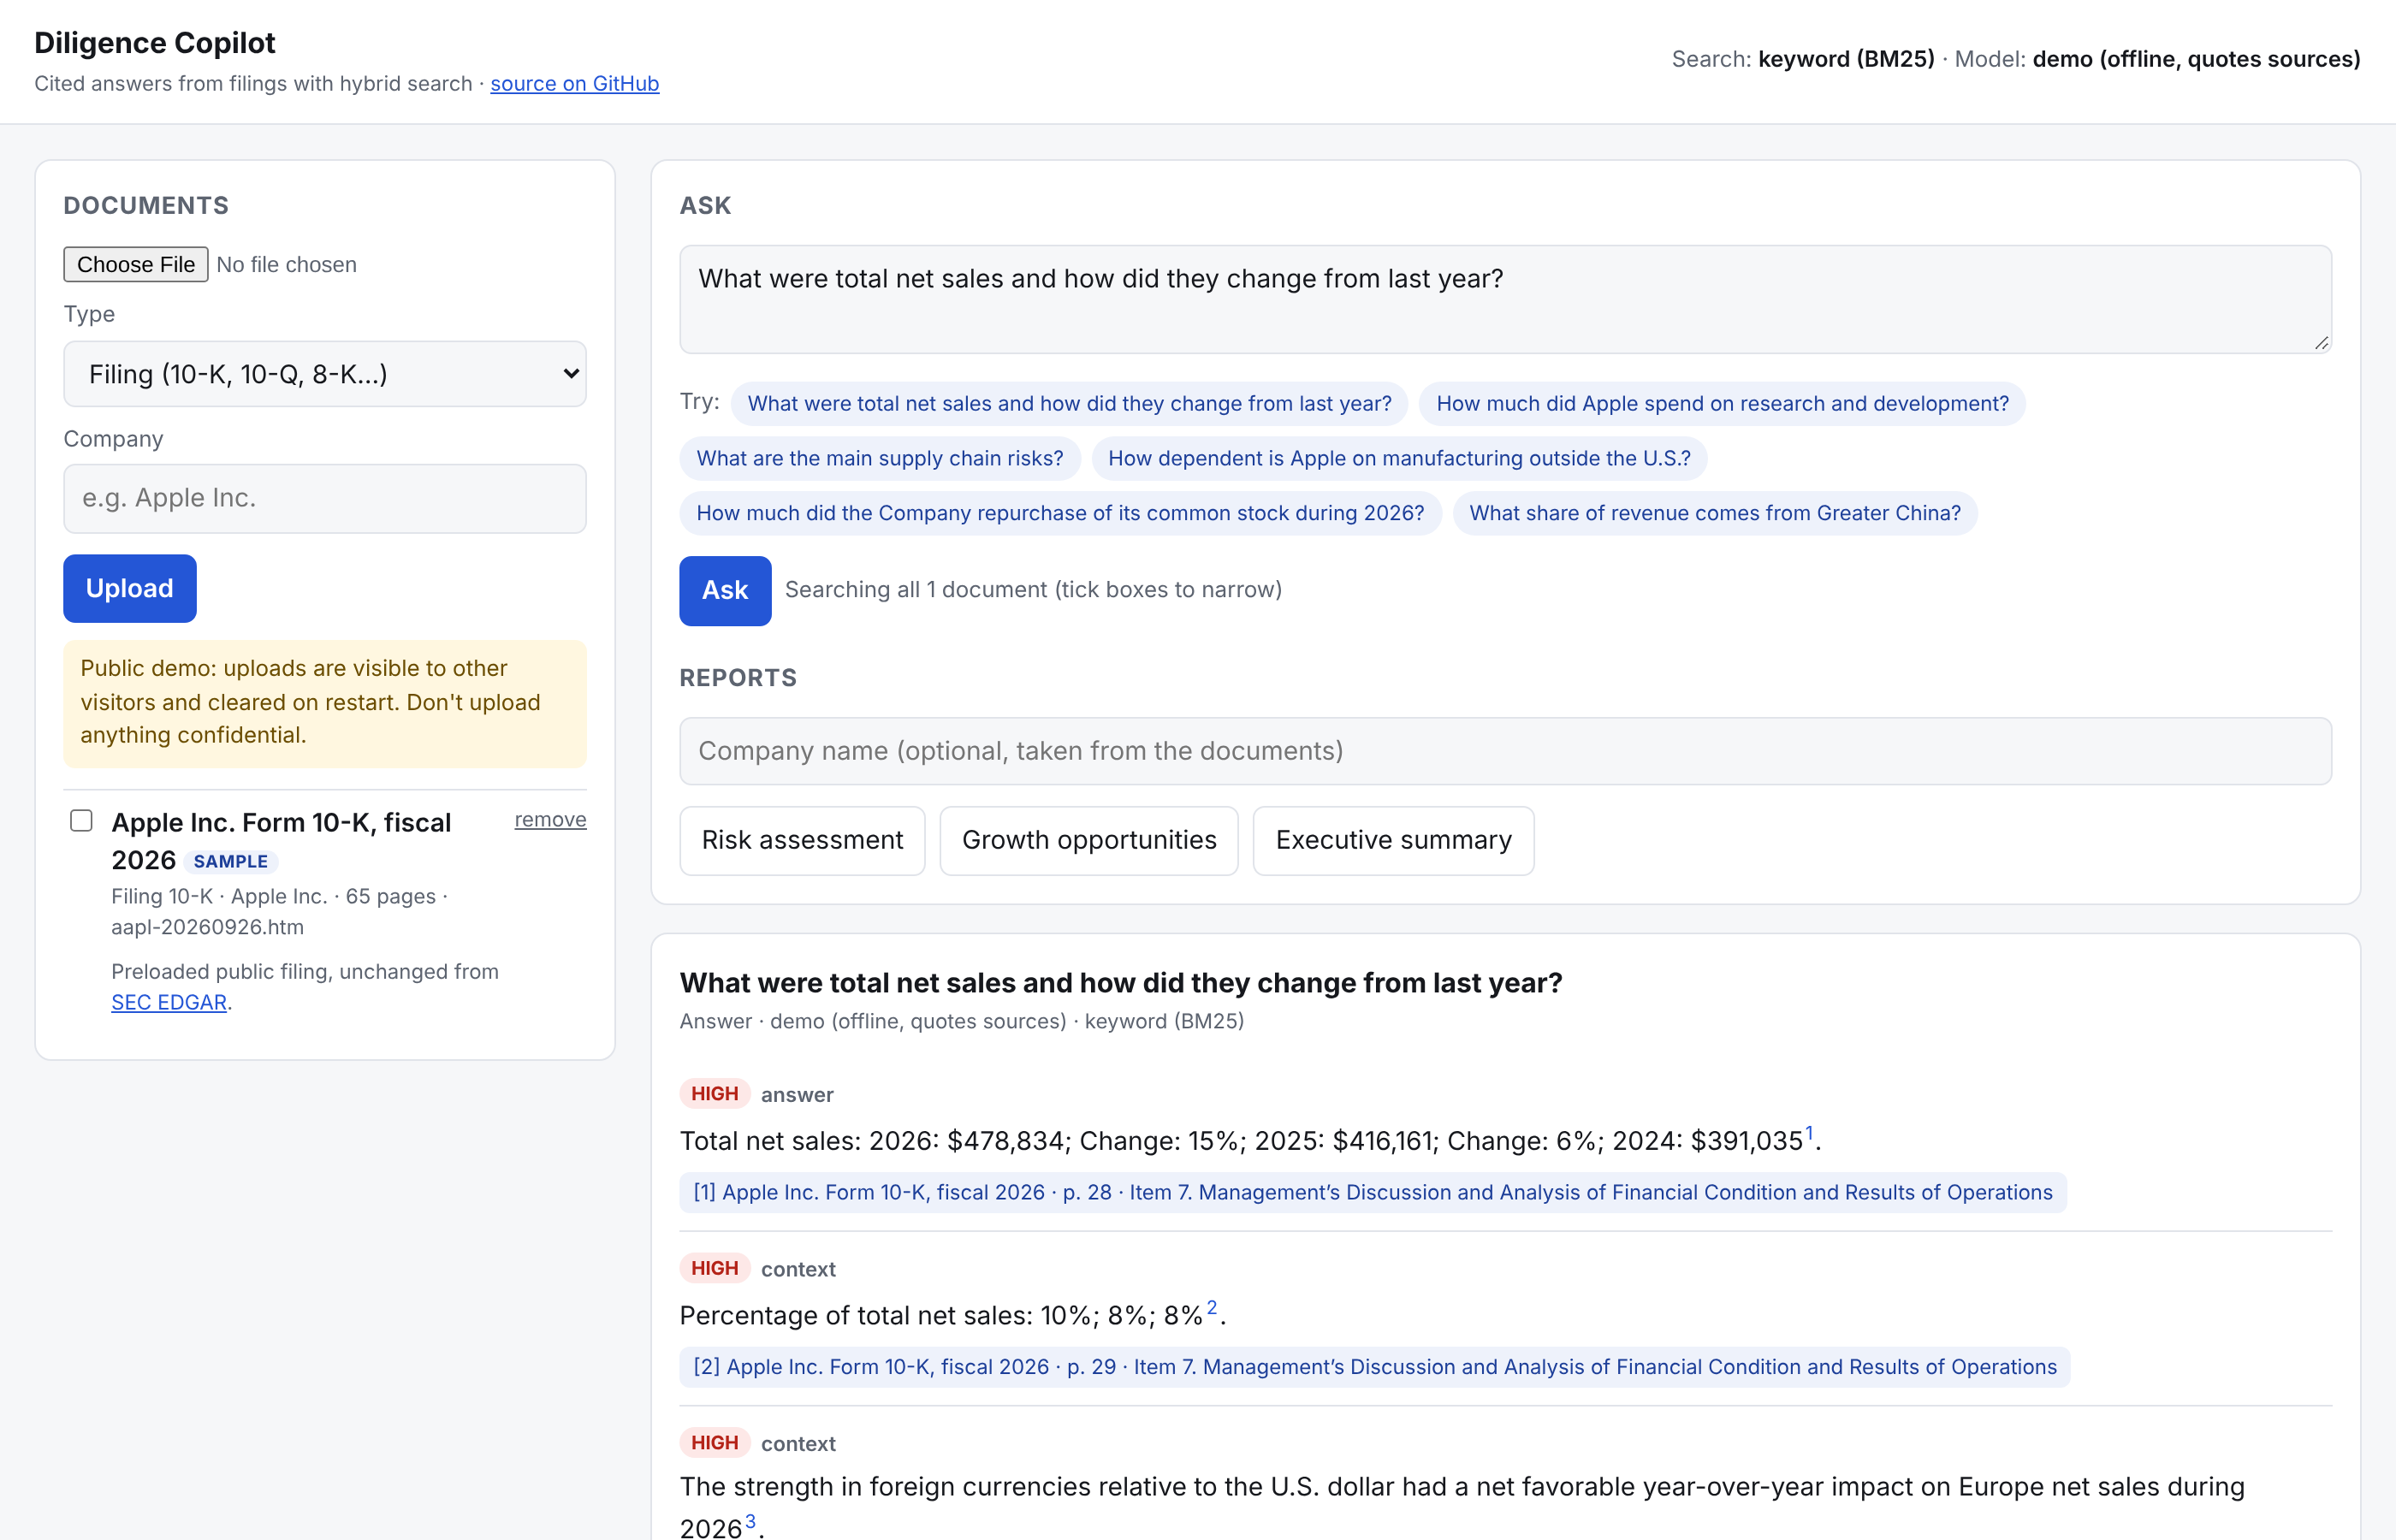 Diligence Copilot
Cited answers from filings with hybrid search · source on GitHub
Search: keyword (BM25) · Model: demo (offline, quotes sources)
DOCUMENTS
Choose File No file chosen
Type
Filing (10-K, 10-Q, 8-K...)
Company
e.g. Apple Inc.
Upload
Public demo: uploads are visible to other
visitors and cleared on restart. Don't upload
anything confidential.
Apple Inc. Form 10-K, fiscal
2026 SAMPLE
remove
Filing 10-K · Apple Inc. · 65 pages ·
aapl-20260926.htm
Preloaded public filing, unchanged from
SEC EDGAR.
ASK
What were total net sales and how did they change from last year?
Try: What were total net sales and how did they change from last year? How much did Apple spend on research and development?
What are the main supply chain risks? How dependent is Apple on manufacturing outside the U.S.?
How much did the Company repurchase of its common stock during 2026? What share of revenue comes from Greater China?
Ask Searching all 1 document (tick boxes to narrow)
REPORTS
Company name (optional, taken from the documents)
Risk assessment Growth opportunities Executive summary
What were total net sales and how did they change from last year?
Answer · demo (offline, quotes sources) · keyword (BM25)
HIGH answer
Total net sales: 2026: $478,834; Change: 15%; 2025: $416,161; Change: 6%; 2024: $391,035 1.
[1] Apple Inc. Form 10-K, fiscal 2026 · p. 28 · Item 7. Management’s Discussion and Analysis of Financial Condition and Results of Operations
HIGH context
Percentage of total net sales: 10%; 8%; 8% 2.
[2] Apple Inc. Form 10-K, fiscal 2026 · p. 29 · Item 7. Management’s Discussion and Analysis of Financial Condition and Results of Operations
HIGH context
The strength in foreign currencies relative to the U.S. dollar had a net favorable year-over-year impact on Europe net sales during
2026 3.